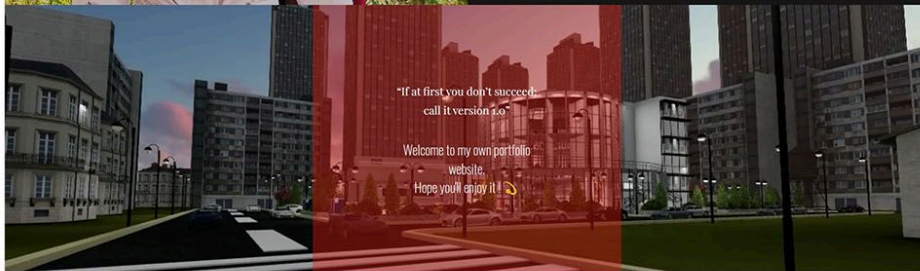 “If at first you don't succeed;
call it version 1.0”
Welcome to my own portfolio
website.
Hope you'll enjoy it ! 💫